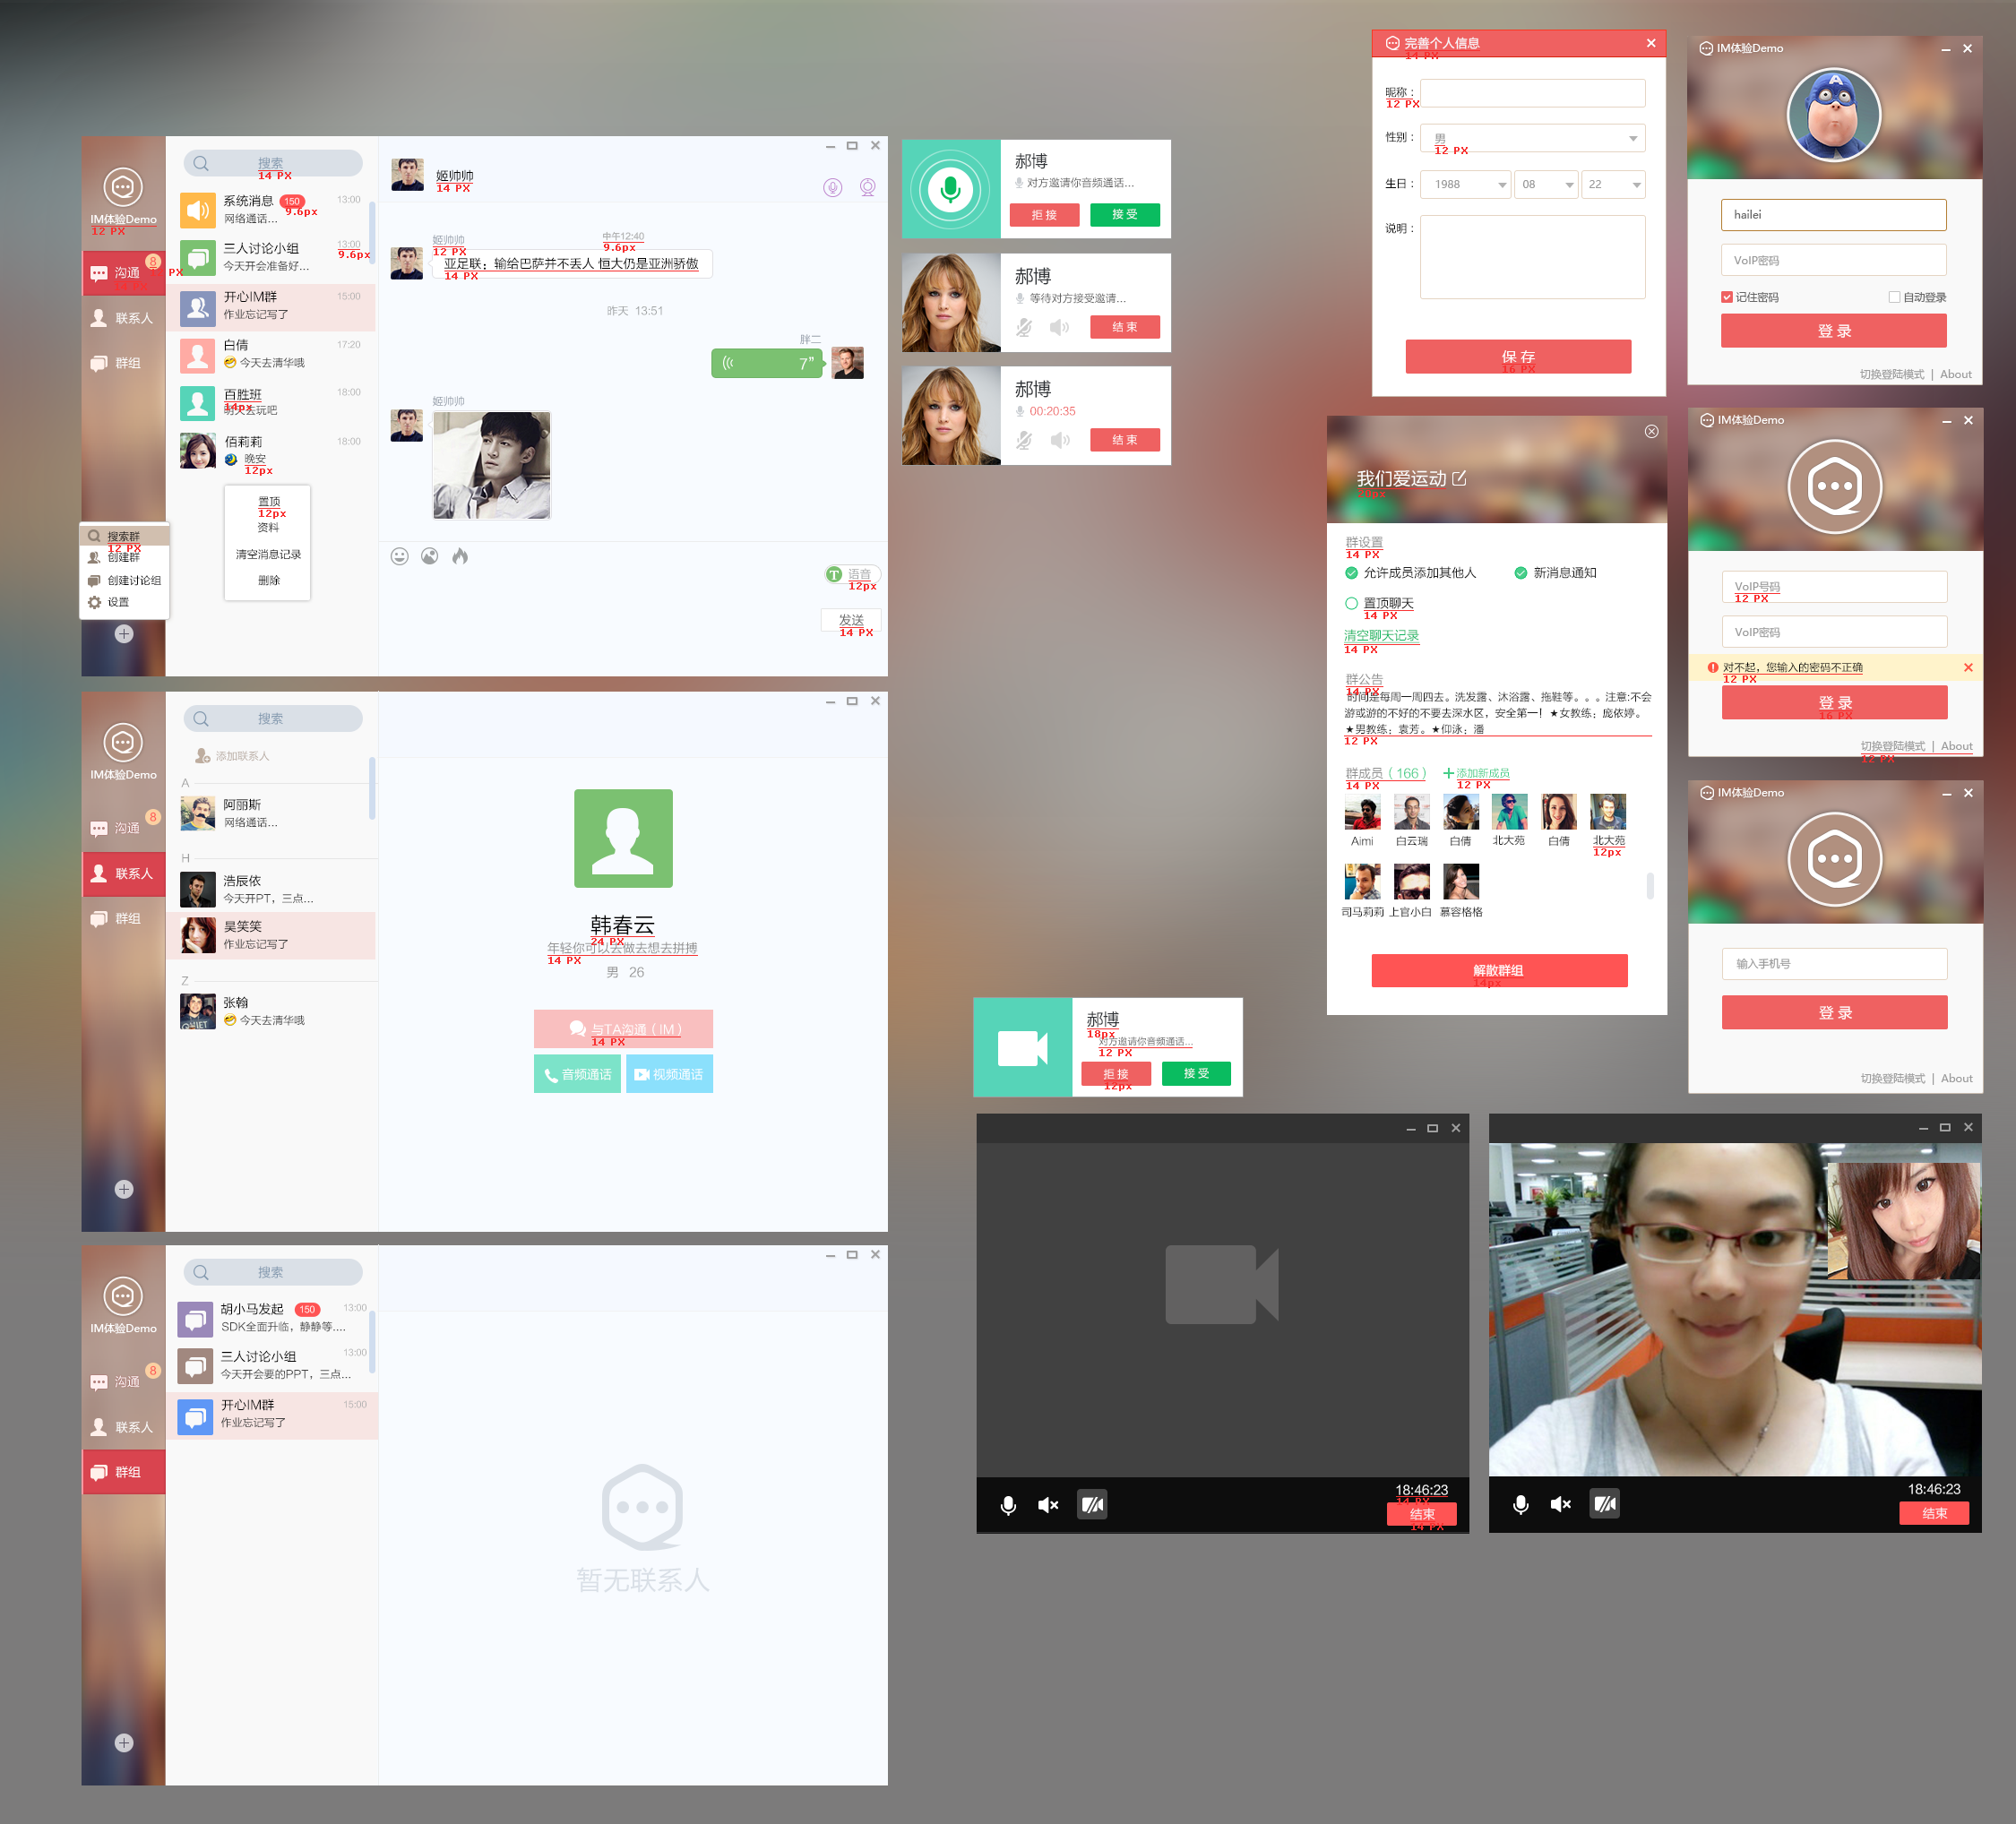 IM体验Demo
12 PX
沟通
8
PX
联系人
群组
搜索群
12 PX
创建群
创建讨论组
设置
搜索
14 PX
系统消息
150
9.6px
13:00
网络通话...
三人讨论小组
13:00
9.6px
今天开会准备好...
开心IM群
15:00
作业忘记写了
白倩
17:20
今天去清华哦
百胜班
14px
18:00
明天去玩吧
佰莉莉
18:00
晚安
12px
置顶
12px
资料
清空消息记录
删除
姬帅帅
14 PX
中午12:40
9.6px
姬帅帅
12 PX
亚足联：输给巴萨并不丢人 恒大仍是亚洲骄傲
14 PX
昨天 13:51
胖二
7”
姬帅帅
T 语音
12px
发送
14 PX
IM体验Demo
沟通
8
联系人
群组
搜索
添加联系人
A
阿丽斯
网络通话...
H
浩辰依
今天开PT，三点...
吴笑笑
作业忘记写了
Z
张翰
今天去清华哦
韩春云
24 PX
年轻你可以去做去想去拼搏
14 PX
男 26
与TA沟通（IM）
14 PX
音频通话
视频通话
IM体验Demo
沟通
8
联系人
群组
搜索
胡小马发起
150
13:00
SDK全面升临，静静等....
三人讨论小组
13:00
今天开会要的PPT，三点...
开心IM群
15:00
作业忘记写了
暂无联系人
郝博
对方邀请你音频通话...
拒 接
接 受
郝博
等待对方接受邀请...
结 束
郝博
00:20:35
结 束
完善个人信息
14 PX
昵称：
12 PX
性别：
男
12 PX
生日：
1988
08
22
说明：
保 存
16 PX
我们爱运动
20px
群设置
14 PX
允许成员添加其他人
新消息通知
置顶聊天
14 PX
清空聊天记录
14 PX
群公告
14 PX
时间是每周一周四去。洗发露、沐浴露、拖鞋等。。。注意:不会
游或游的不好的不要去深水区，安全第一！★女教练：庞依婷。
★男教练：袁芳。★仰泳：潘
12 PX
群成员（166）
14 PX
添加新成员
12 PX
Aimi
白云瑞
白倩
北大苑
白倩
北大苑
12px
司马莉莉
上官小白
慕容格格
解散群组
14px
IM体验Demo
hailei
VoIP密码
记住密码
自动登录
登 录
切换登陆模式 | About
IM体验Demo
VoIP号码
12 PX
VoIP密码
对不起，您输入的密码不正确
12 PX
登 录
16 PX
切换登陆模式 | About
12 PX
IM体验Demo
输入手机号
登 录
切换登陆模式 | About
郝博
18px
对方邀请你音频通话...
12 PX
拒 接
12px
接 受
18:46:23
14 PX
结束
14 PX
18:46:23
结束